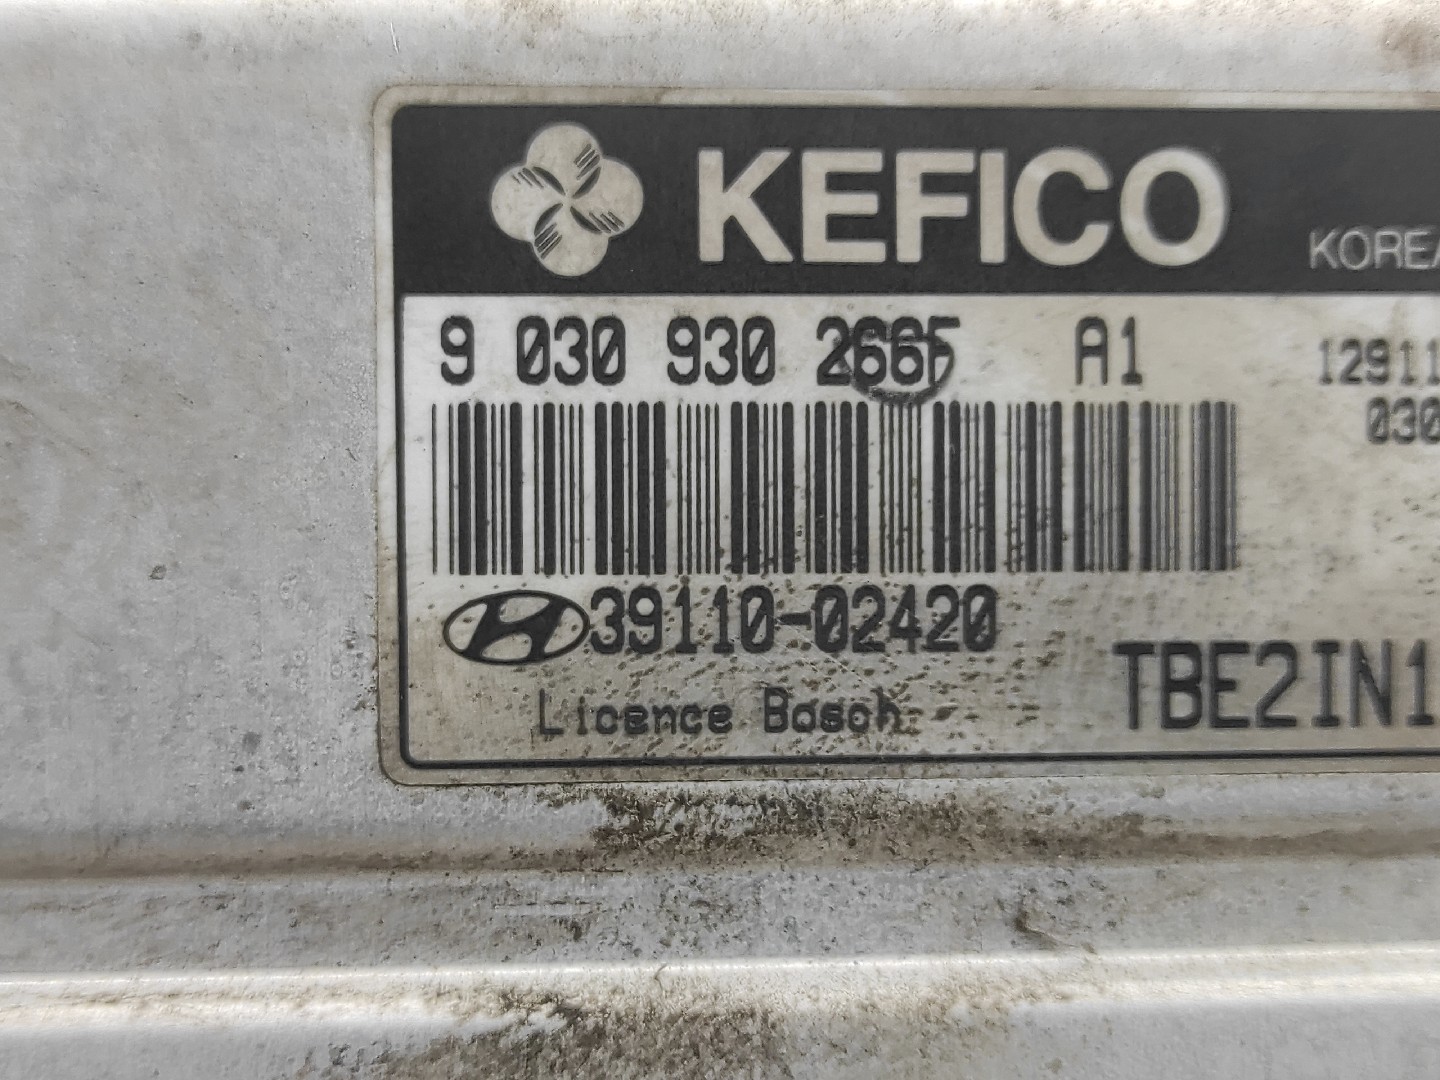 KEFICO
KOREA
9 030 930 266F A1
12911
030
39110-02420
Licence Bosch
TBE2IN1